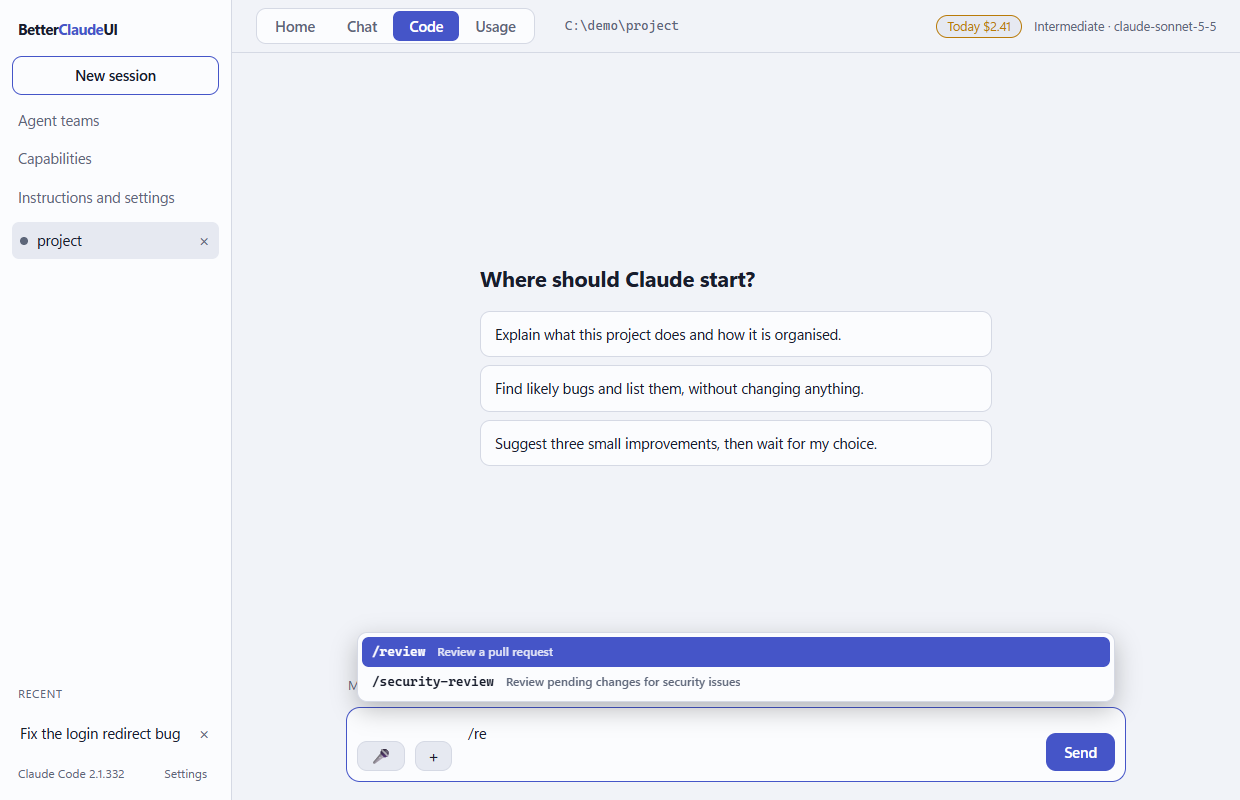 BetterClaudeUI
New session
Agent teams
Capabilities
Instructions and settings
project ×
RECENT
Fix the login redirect bug ×
Claude Code 2.1.332 Settings
Home Chat Code Usage C:\demo\project Today $2.41 Intermediate · claude-sonnet-5-5
Where should Claude start?
Explain what this project does and how it is organised.
Find likely bugs and list them, without changing anything.
Suggest three small improvements, then wait for my choice.
/review Review a pull request
/security-review Review pending changes for security issues
/re
+
Send